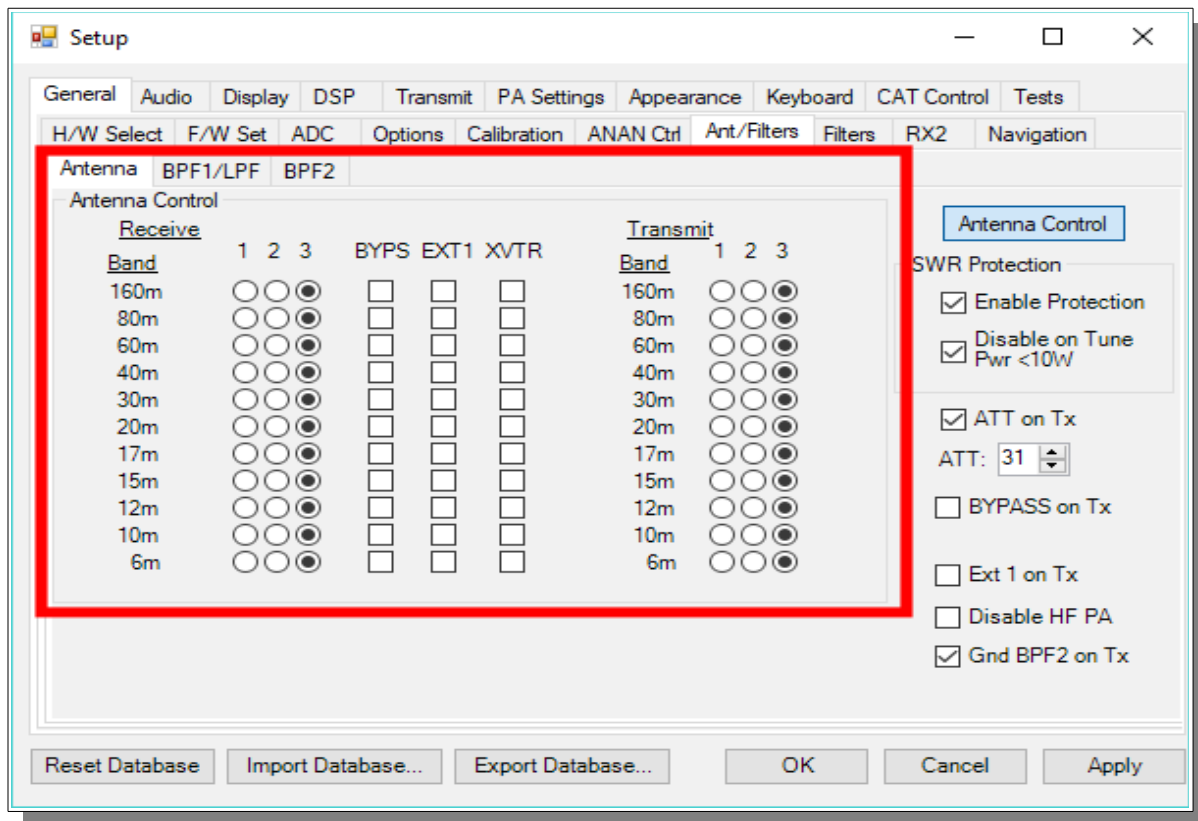 Setup
General Audio Display DSP Transmit PA Settings Appearance Keyboard CAT Control Tests
H/W Select F/W Set ADC Options Calibration ANAN Ctrl Ant/Filters Filters RX2 Navigation
Antenna BPF1/LPF BPF2
Antenna Control
Receive
Band 1 2 3 BYPS EXT1 XVTR
160m
80m
60m
40m
30m
20m
17m
15m
12m
10m
6m
Transmit
Band 1 2 3
160m
80m
60m
40m
30m
20m
17m
15m
12m
10m
6m
Antenna Control
SWR Protection
Enable Protection
Disable on Tune
Pwr <10W
ATT on Tx
ATT: 31
BYPASS on Tx
Ext 1 on Tx
Disable HF PA
Gnd BPF2 on Tx
Reset Database Import Database... Export Database... OK Cancel Apply